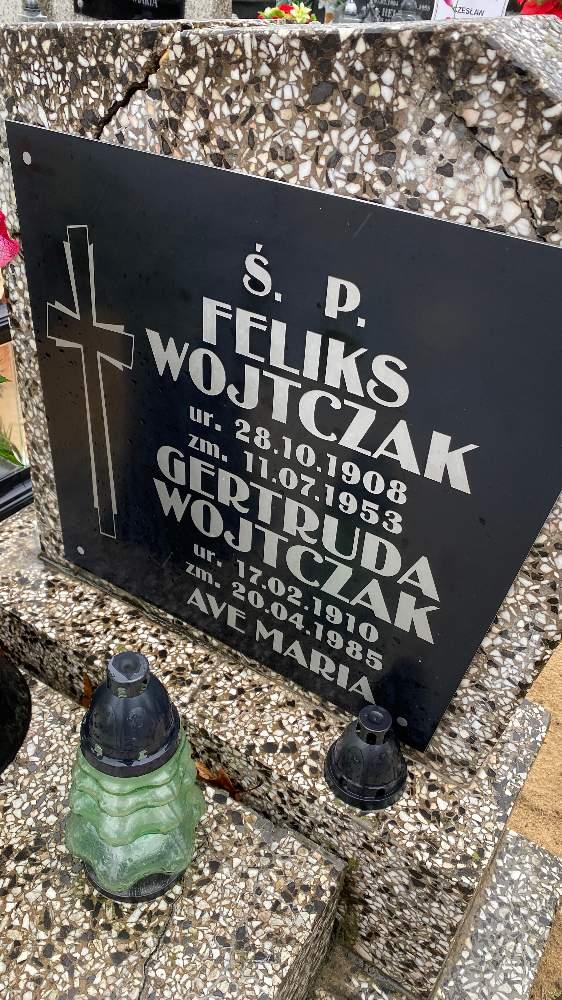 CZESŁAW
Ś. P.
FELIKS
WOJTCZAK
ur. 28.10.1908
zm. 11.07.1953
GERTRUDA
WOJTCZAK
ur. 17.02.1910
zm. 20.04.1985
AVE MARIA